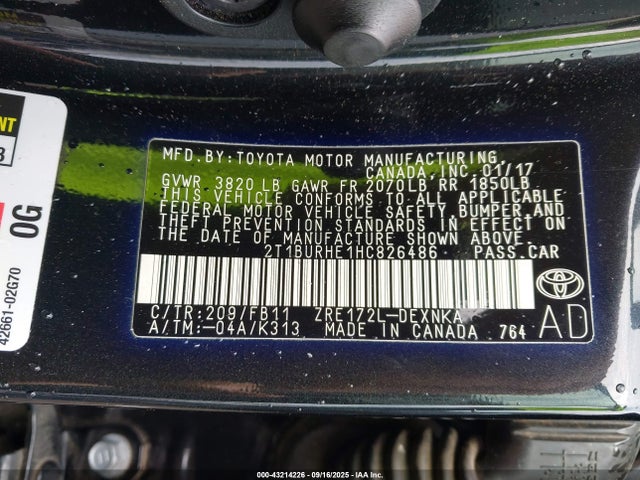 MFD. BY: TOYOTA MOTOR MANUFACTURING,
CANADA, INC. 01/17
GVWR 3820 LB GAWR FR 2070LB RR 1850LB
THIS VEHICLE CONFORMS TO ALL APPLICABLE
FEDERAL MOTOR VEHICLE SAFETY, BUMPER, AND
THEFT PREVENTION STANDARDS IN EFFECT ON
THE DATE OF MANUFACTURE SHOWN ABOVE.
2T1BURHE1HC826486 PASS.CAR
C/TR: 209/FB11 ZRE172L-DEXNKA
A/TM: -04A/K313 MADE IN CANADA 764
AD
TOYOTA
0G
42661-02G70
000-43214226 - 09/16/2025 - IAA Inc.